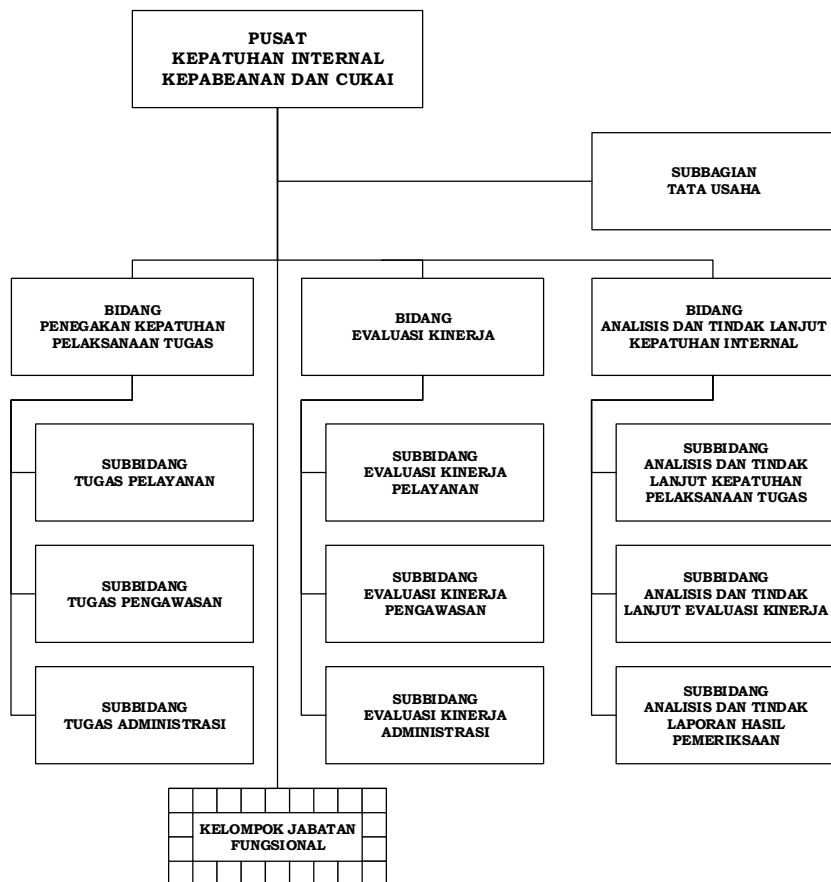 PUSAT
KEPATUHAN INTERNAL
KEPABEANAN DAN CUKAI
SUBBAGIAN
TATA USAHA
BIDANG
PENEGAKAN KEPATUHAN
PELAKSANAAN TUGAS
BIDANG
EVALUASI KINERJA
BIDANG
ANALISIS DAN TINDAK LANJUT
KEPATUHAN INTERNAL
SUBBIDANG
TUGAS PELAYANAN
SUBBIDANG
EVALUASI KINERJA
PELAYANAN
SUBBIDANG
ANALISIS DAN TINDAK
LANJUT KEPATUHAN
PELAKSANAAN TUGAS
SUBBIDANG
TUGAS PENGAWASAN
SUBBIDANG
EVALUASI KINERJA
PENGAWASAN
SUBBIDANG
ANALISIS DAN TINDAK
LANJUT EVALUASI KINERJA
SUBBIDANG
TUGAS ADMINISTRASI
SUBBIDANG
EVALUASI KINERJA
ADMINISTRASI
SUBBIDANG
ANALISIS DAN TINDAK
LAPORAN HASIL
PEMERIKSAAN
KELOMPOK JABATAN
FUNGSIONAL